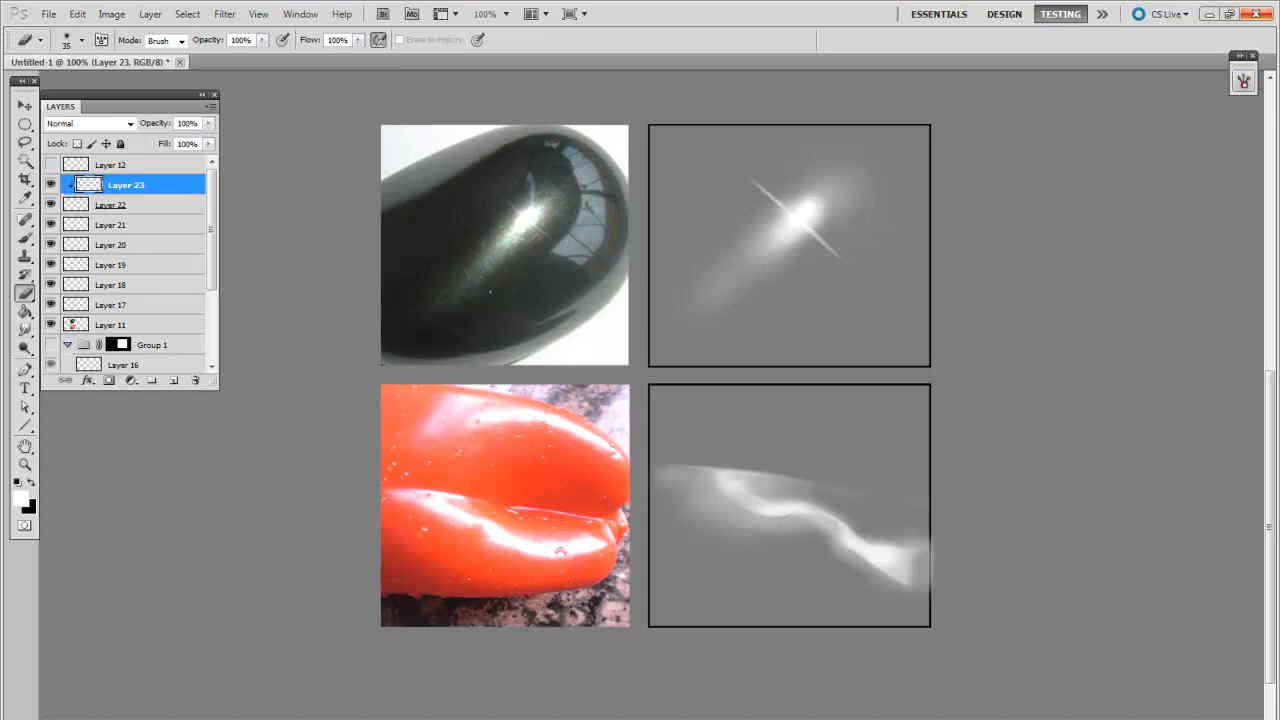 Ps File Edit Image Layer Select Filter View Window Help Br Mb 100% ESSENTIALS DESIGN TESTING CS Live
35 Mode: Brush Opacity: 100% Flow: 100% Erase to History
Untitled-1 @ 100% (Layer 23, RGB/8) *
LAYERS
Normal Opacity: 100%
Lock: Fill: 100%
Layer 12
Layer 23
Layer 22
Layer 21
Layer 20
Layer 19
Layer 18
Layer 17
Layer 11
Group 1
Layer 16
fx
T